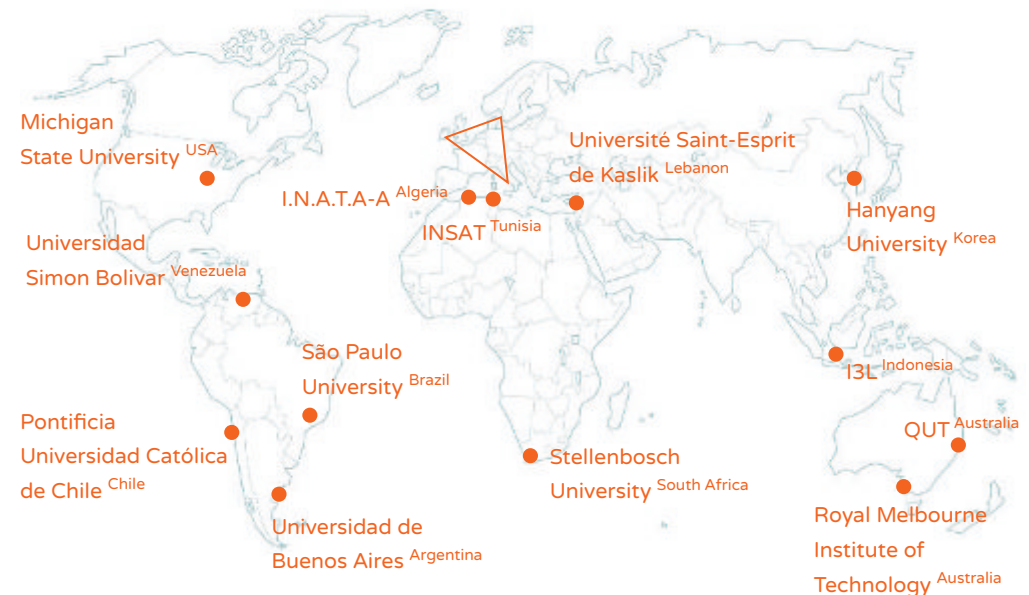 Michigan
State University USA
Université Saint-Esprit
de Kaslik Lebanon
I.N.A.T.A-A Algeria
INSAT Tunisia
Hanyang
University Korea
Universidad
Simon Bolivar Venezuela
São Paulo
University Brazil
I3L Indonesia
Pontificia
Universidad Católica
de Chile Chile
QUT Australia
Stellenbosch
University South Africa
Universidad de
Buenos Aires Argentina
Royal Melbourne
Institute of
Technology Australia